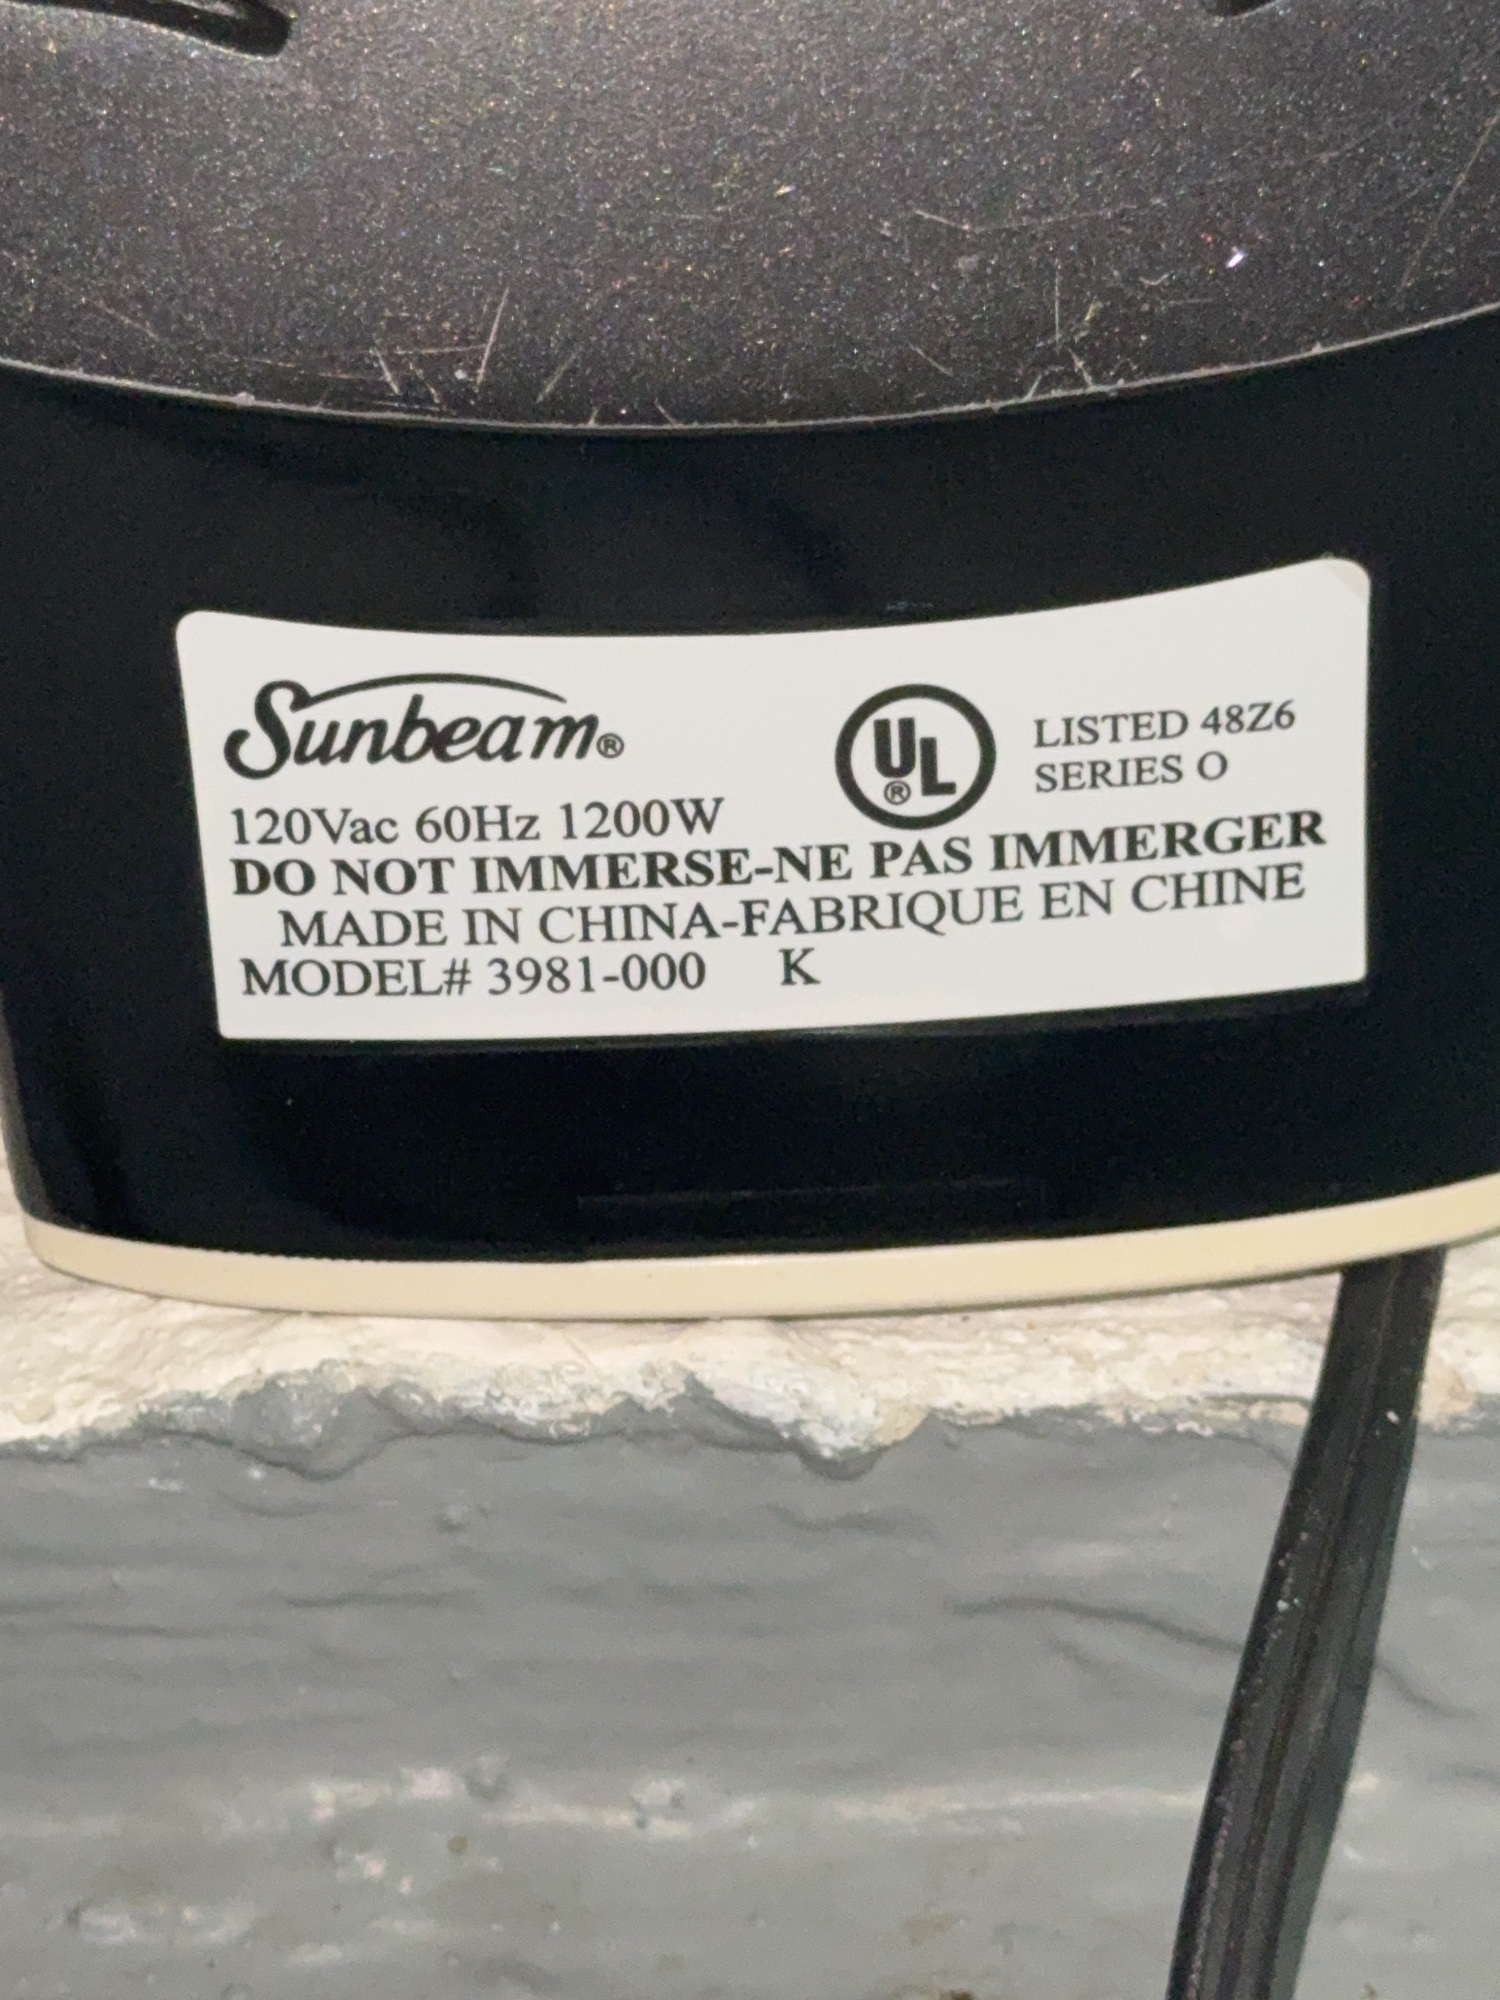 Sunbeam®
UL® LISTED 48Z6
SERIES O
120Vac 60Hz 1200W
DO NOT IMMERSE-NE PAS IMMERGER
MADE IN CHINA-FABRIQUE EN CHINE
MODEL# 3981-000 K